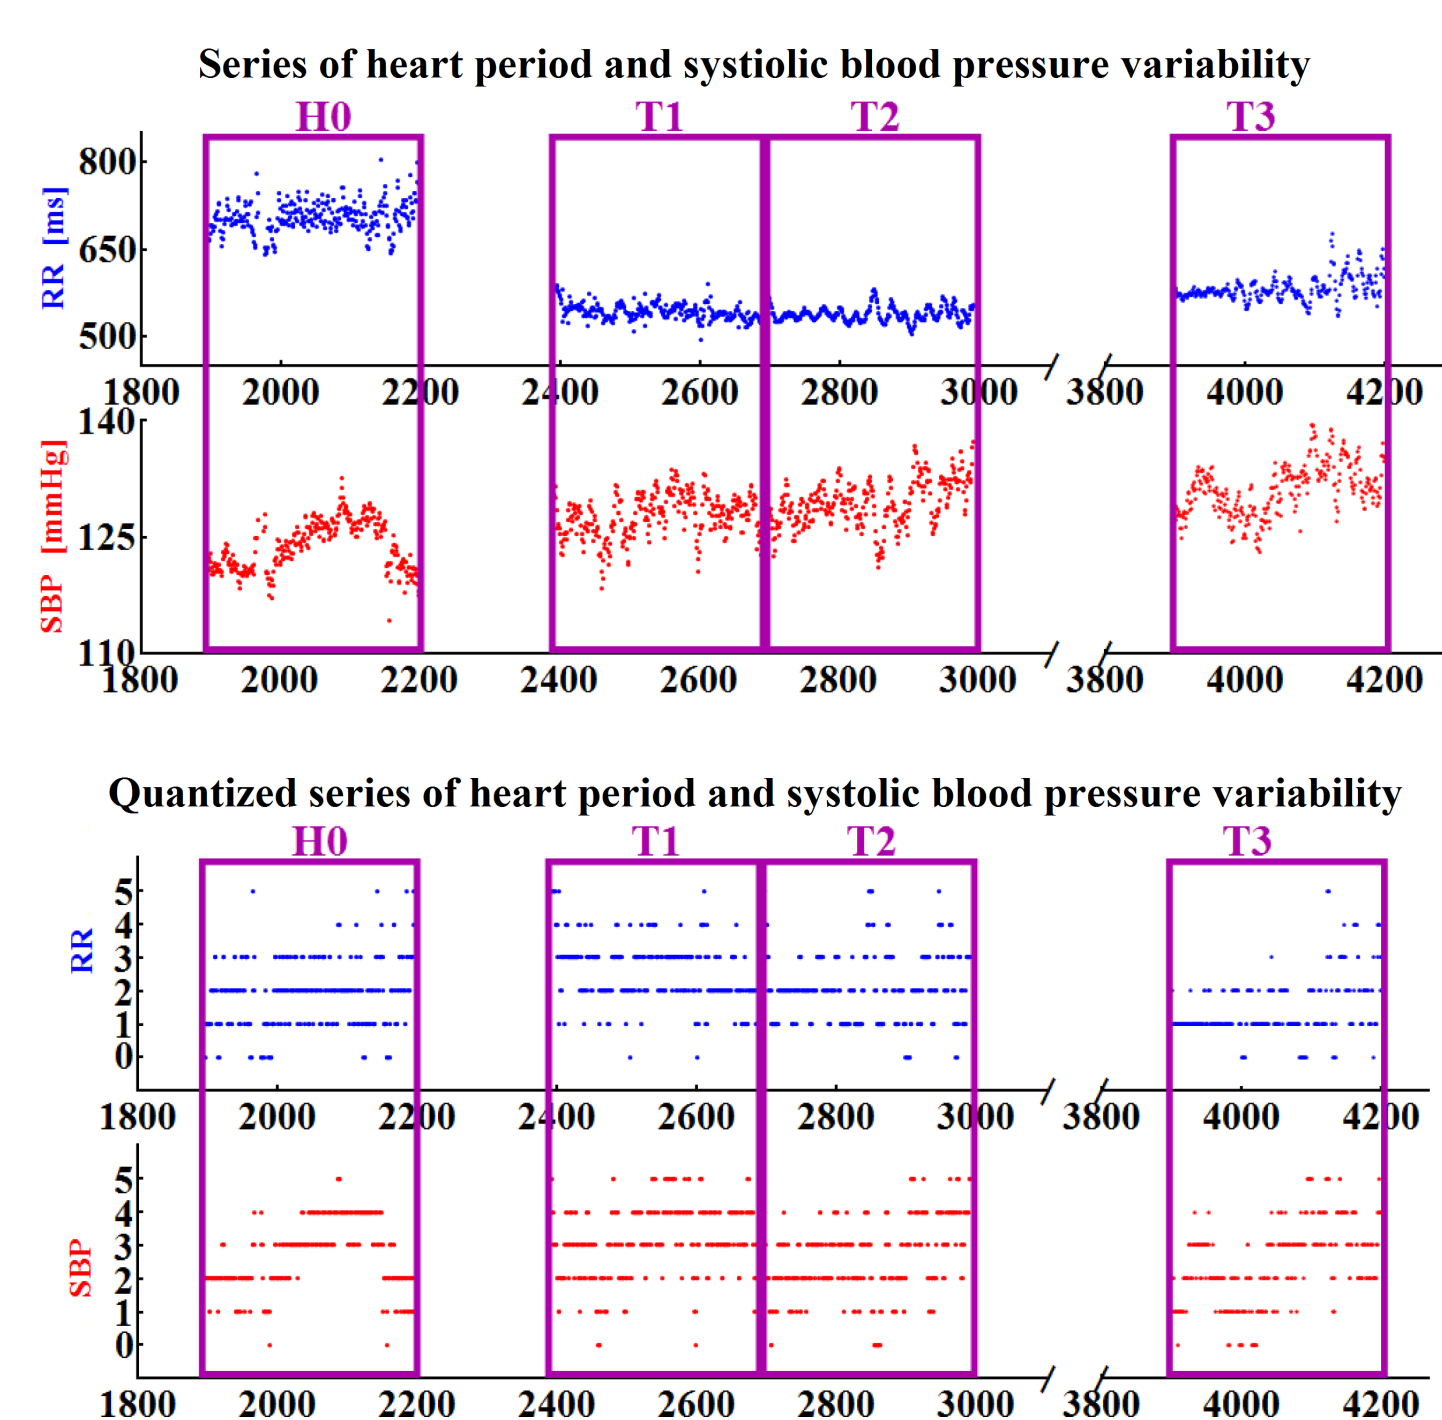 Series of heart period and systiolic blood pressure variability
H0 T1 T2 T3
800
650
500
RR [ms]
1800 2000 2200 2400 2600 2800 3000 3800 4000 4200
140
125
110
SBP [mmHg]
1800 2000 2200 2400 2600 2800 3000 3800 4000 4200
Quantized series of heart period and systolic blood pressure variability
H0 T1 T2 T3
5
4
3
2
1
0
RR
1800 2000 2200 2400 2600 2800 3000 3800 4000 4200
5
4
3
2
1
0
SBP
1800 2000 2200 2400 2600 2800 3000 3800 4000 4200